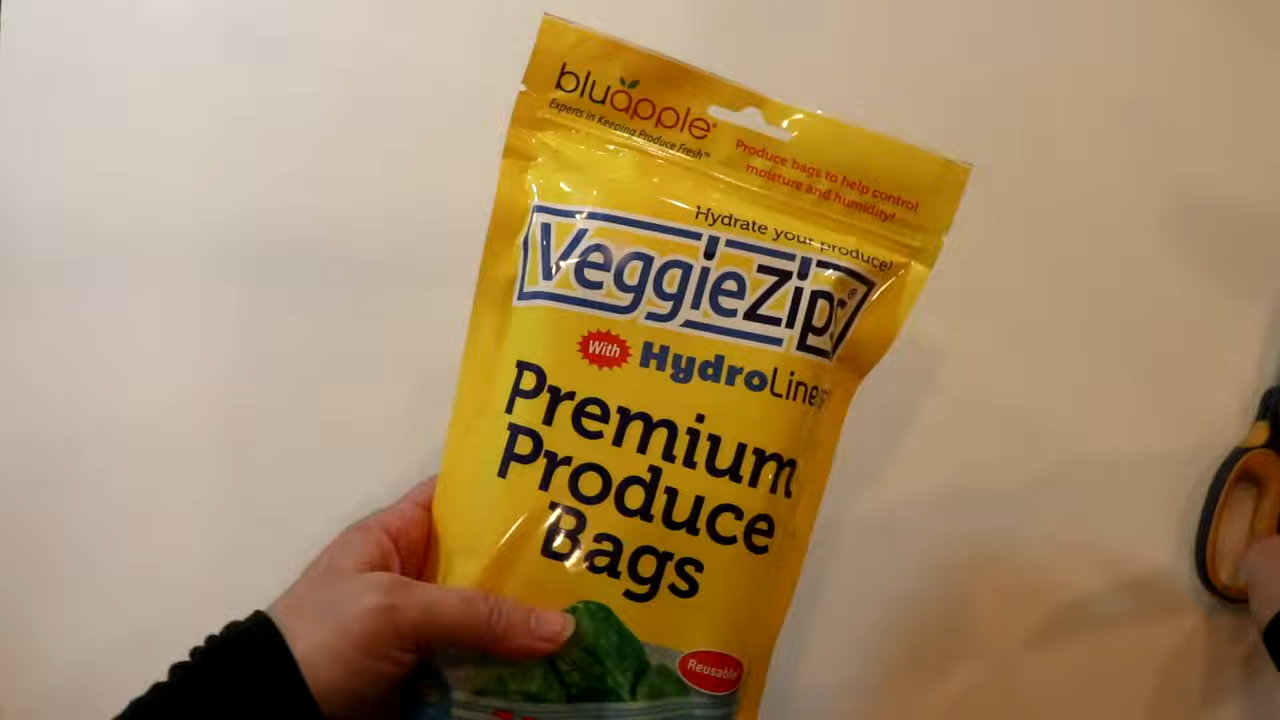 bluapple®
Experts in Keeping Produce Fresh™
Produce bags to help control
moisture and humidity!
Hydrate your produce!
VeggieZips®
With
HydroLiner
Premium
Produce
Bags
Reusable!